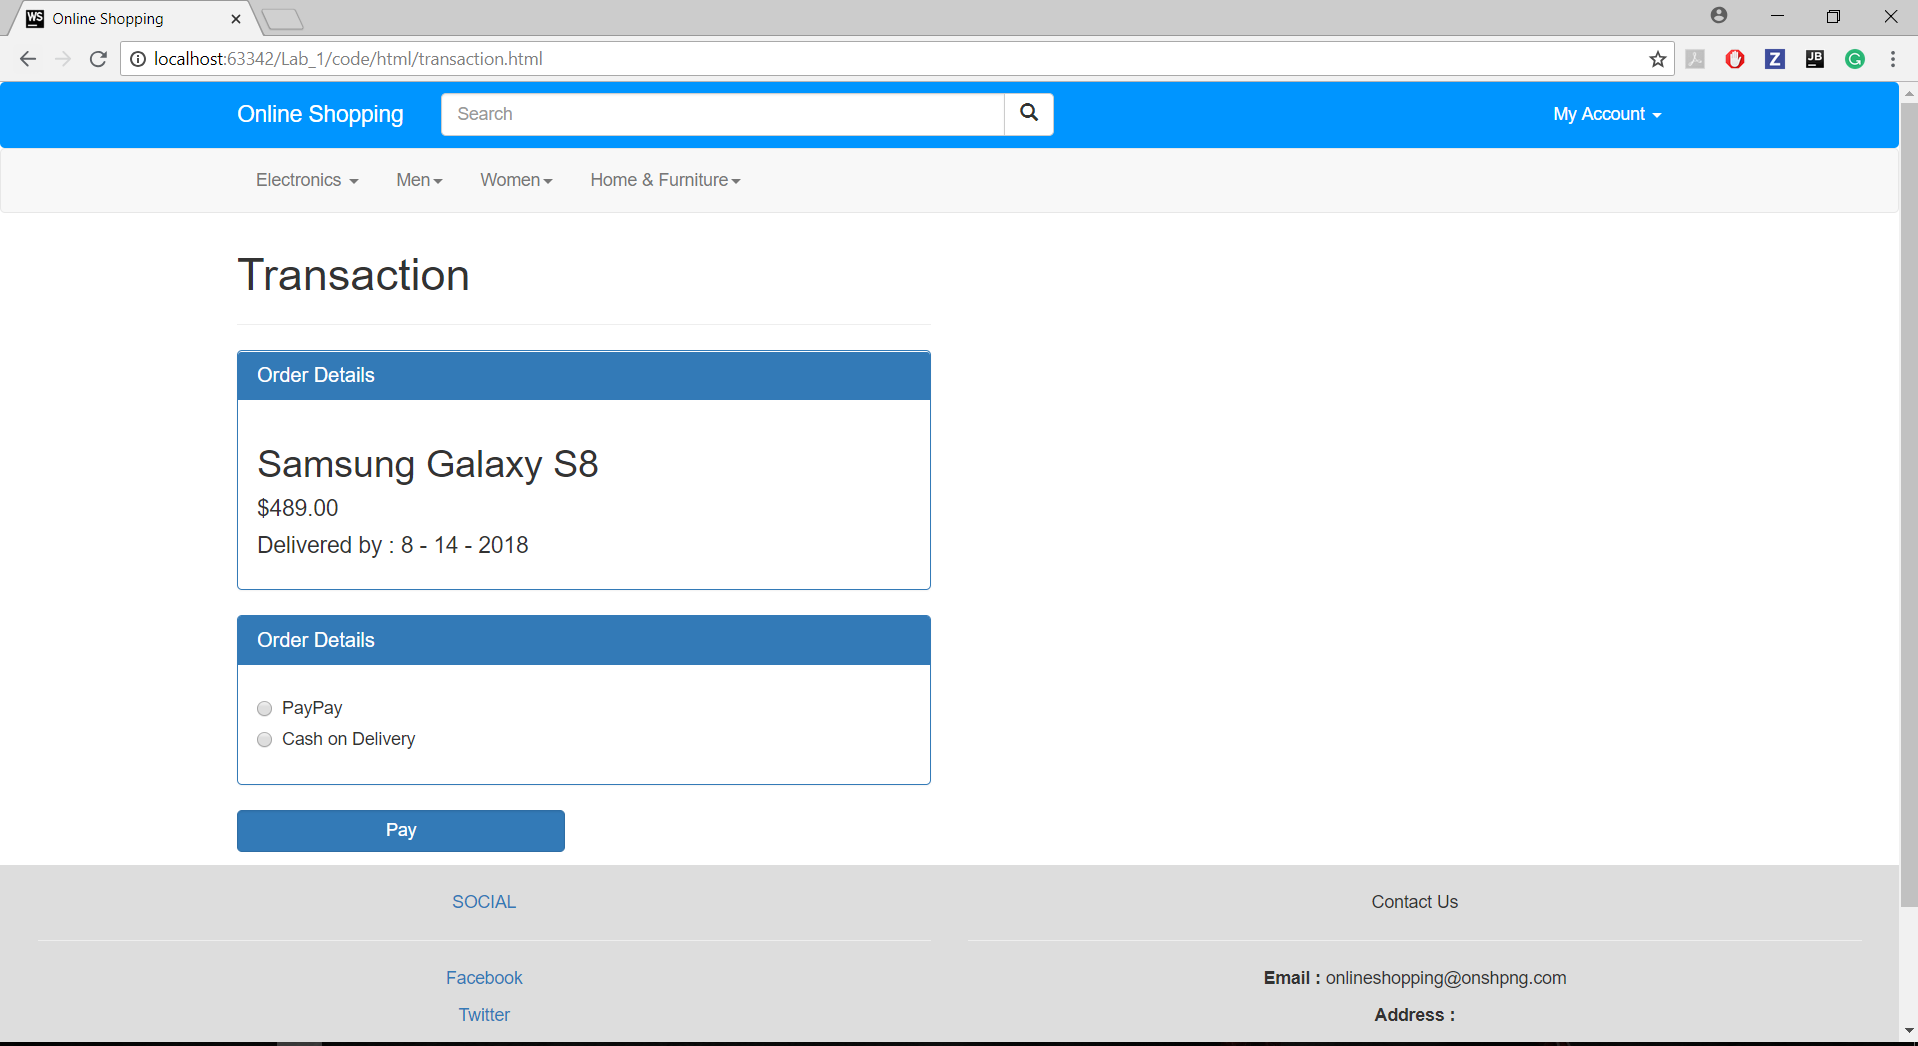 WS Online Shopping
localhost:63342/Lab_1/code/html/transaction.html
Z JB G
Online Shopping Search My Account
Electronics Men Women Home & Furniture
Transaction
Order Details
Samsung Galaxy S8
$489.00
Delivered by : 8 - 14 - 2018
Order Details
PayPay
Cash on Delivery
Pay
SOCIAL
Facebook
Twitter
Contact Us
Email : onlineshopping@onshpng.com
Address :